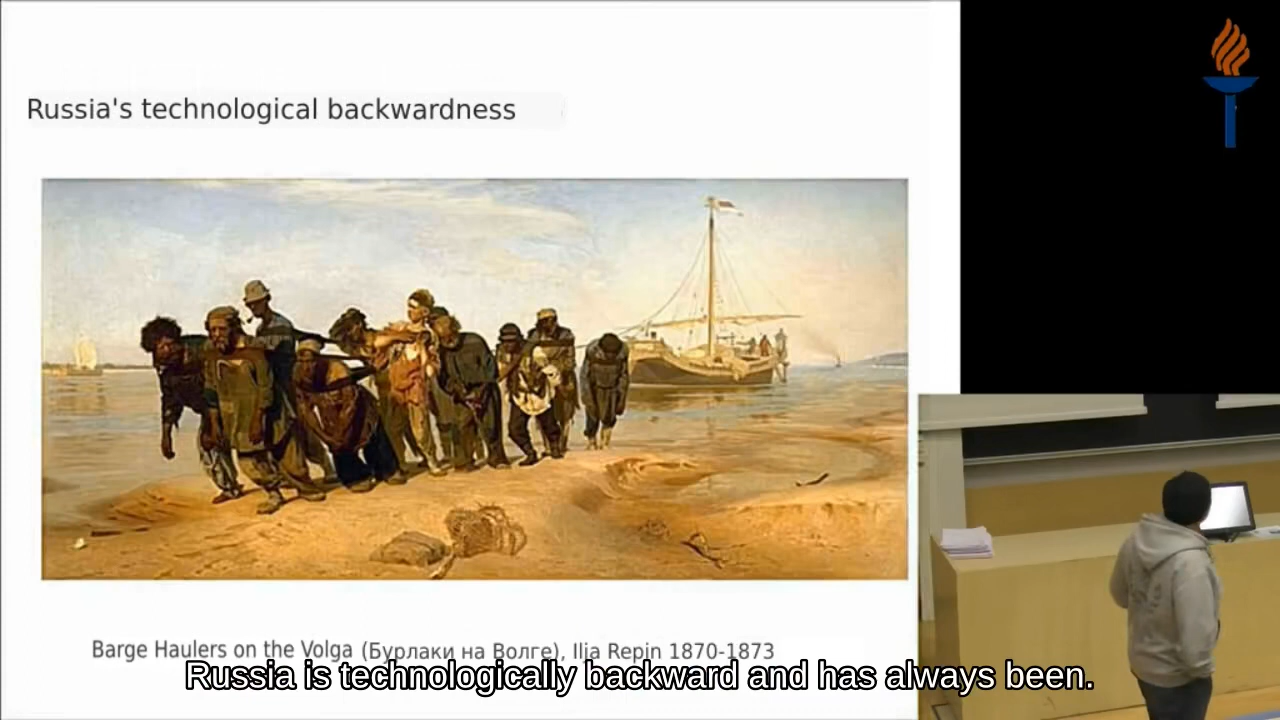 Russia's technological backwardness
Barge Haulers on the Volga (Бурлаки на Волге), Ilja Repin 1870-1873
Russia is technologically backward and has always been.